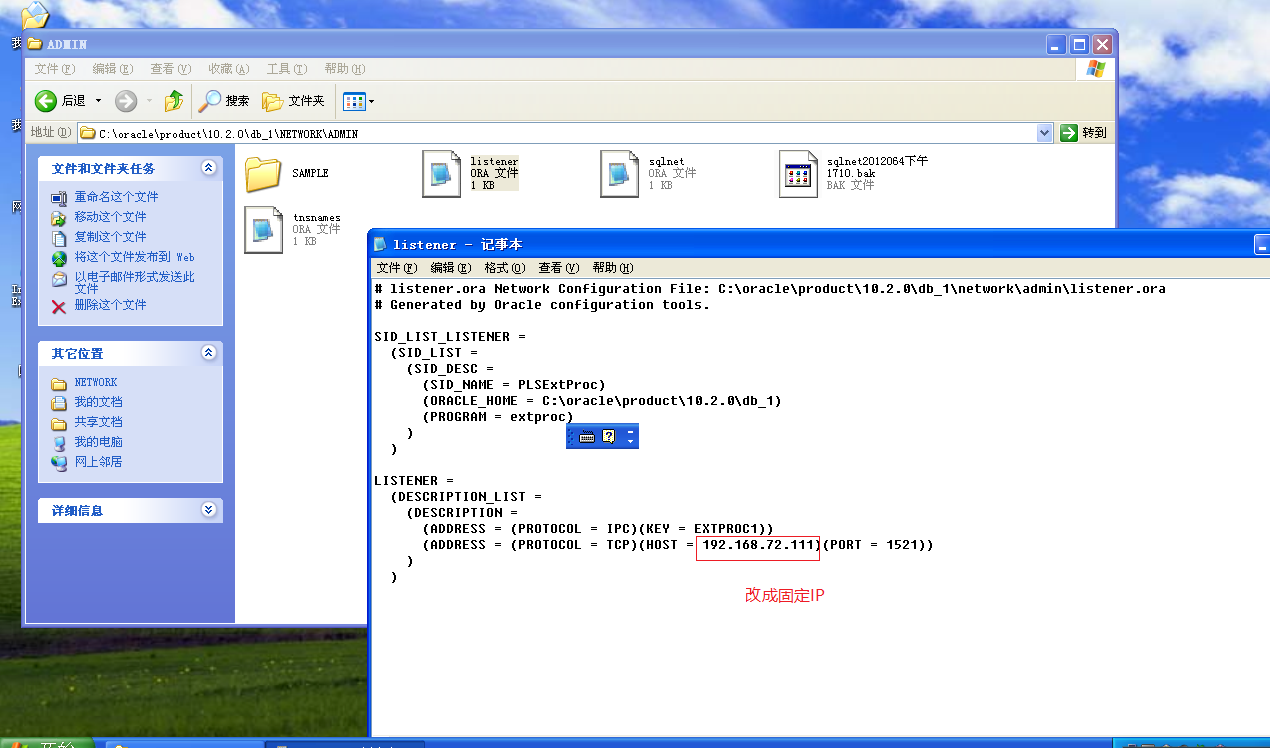 我
ADMIN
文件(F) 编辑(E) 查看(V) 收藏(A) 工具(T) 帮助(H)
后退 搜索 文件夹
地址(D) C:\oracle\product\10.2.0\db_1\NETWORK\ADMIN 转到
我
网
文件和文件夹任务
重命名这个文件
移动这个文件
复制这个文件
将这个文件发布到 Web
以电子邮件形式发送此
文件
删除这个文件
其它位置
NETWORK
我的文档
共享文档
我的电脑
网上邻居
详细信息
SAMPLE
listener
ORA 文件
1 KB
sqlnet
ORA 文件
1 KB
sqlnet2012064下午
1710.bak
BAK 文件
tnsnames
ORA 文件
1 KB
listener - 记事本
文件(F) 编辑(E) 格式(O) 查看(V) 帮助(H)
# listener.ora Network Configuration File: C:\oracle\product\10.2.0\db_1\network\admin\listener.ora
# Generated by Oracle configuration tools.
SID_LIST_LISTENER =
(SID_LIST =
(SID_DESC =
(SID_NAME = PLSExtProc)
(ORACLE_HOME = C:\oracle\product\10.2.0\db_1)
(PROGRAM = extproc)
)
)
LISTENER =
(DESCRIPTION_LIST =
(DESCRIPTION =
(ADDRESS = (PROTOCOL = IPC)(KEY = EXTPROC1))
(ADDRESS = (PROTOCOL = TCP)(HOST = 192.168.72.111)(PORT = 1521))
)
)
改成固定IP
开始